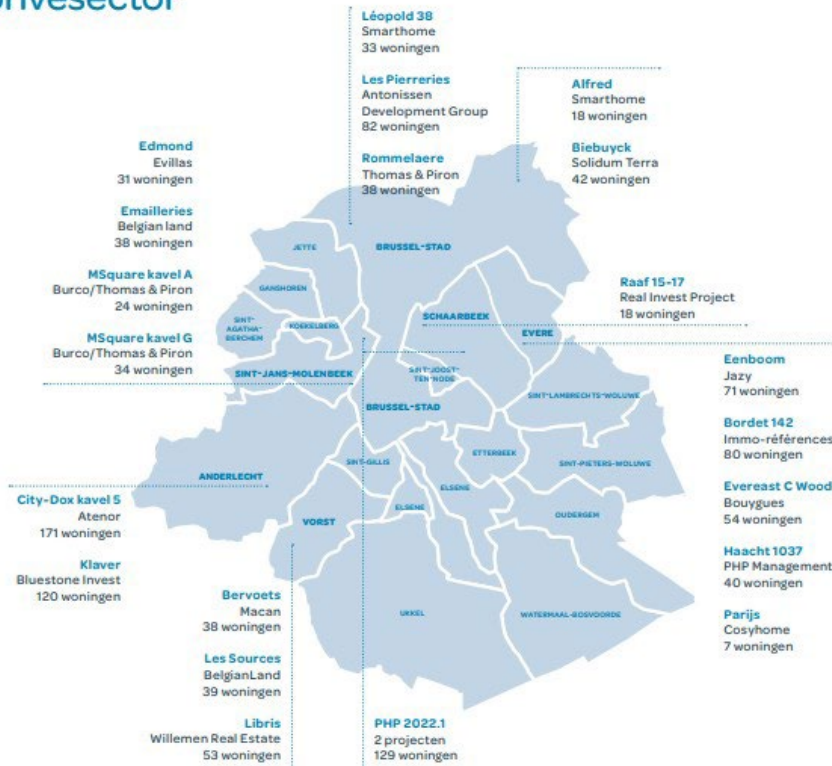 Léopold 38
Smarthome
33 woningen
Les Pierreries
Antonissen
Development Group
82 woningen
Rommelaere
Thomas & Piron
38 woningen
Alfred
Smarthome
18 woningen
Biebuyck
Solidum Terra
42 woningen
Edmond
Evillas
31 woningen
Emailleries
Belgian land
38 woningen
MSquare kavel A
Burco/Thomas & Piron
24 woningen
MSquare kavel G
Burco/Thomas & Piron
34 woningen
JETTE
BRUSSEL-STAD
GANSHOREN
SINT-
AGATHA-
BERCHEM
KOEKELBERG
SCHAARBEEK
EVERE
SINT-JANS-MOLENBEEK
SINT-JOOST-
TEN-NODE
BRUSSEL-STAD
SINT-LAMBRECHTS-WOLUWE
ETTERBEEK
SINT-PIETERS-WOLUWE
SINT-GILLIS
ANDERLECHT
ELSENE
ELSENE
OUDERGEM
VORST
UKKEL
WATERMAAL-BOSVOORDE
Raaf 15-17
Real Invest Project
18 woningen
Eenboom
Jazy
71 woningen
Bordet 142
Immo-références
80 woningen
Evereast C Wood
Bouygues
54 woningen
Haacht 1037
PHP Management
40 woningen
Parijs
Cosyhome
7 woningen
City-Dox kavel 5
Atenor
171 woningen
Klaver
Bluestone Invest
120 woningen
Bervoets
Macan
38 woningen
Les Sources
BelgianLand
39 woningen
Libris
Willemen Real Estate
53 woningen
PHP 2022.1
2 projecten
129 woningen